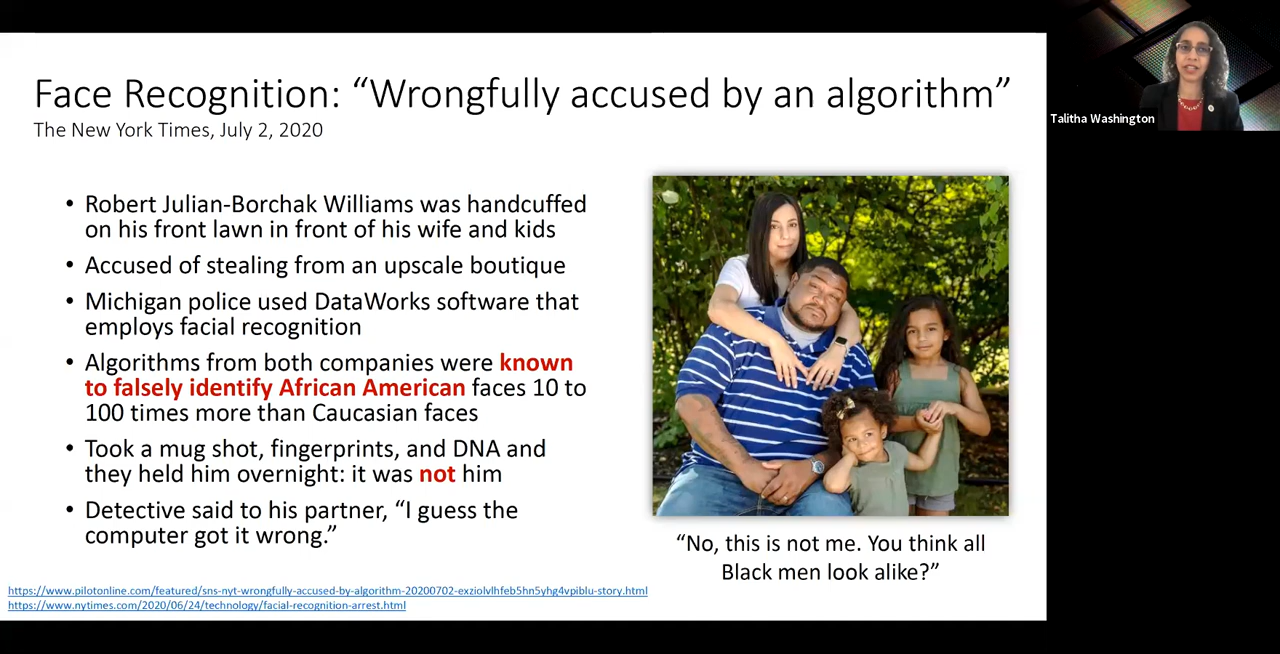 Face Recognition: “Wrongfully accused by an algorithm”
The New York Times, July 2, 2020
Talitha Washington
• Robert Julian-Borchak Williams was handcuffed
on his front lawn in front of his wife and kids
• Accused of stealing from an upscale boutique
• Michigan police used DataWorks software that
employs facial recognition
• Algorithms from both companies were known
to falsely identify African American faces 10 to
100 times more than Caucasian faces
• Took a mug shot, fingerprints, and DNA and
they held him overnight: it was not him
• Detective said to his partner, “I guess the
computer got it wrong.”
“No, this is not me. You think all
Black men look alike?”
https://www.pilotonline.com/featured/sns-nyt-wrongfully-accused-by-algorithm-20200702-exziolvlhfeb5hn5yhg4vpiblu-story.html
https://www.nytimes.com/2020/06/24/technology/facial-recognition-arrest.html